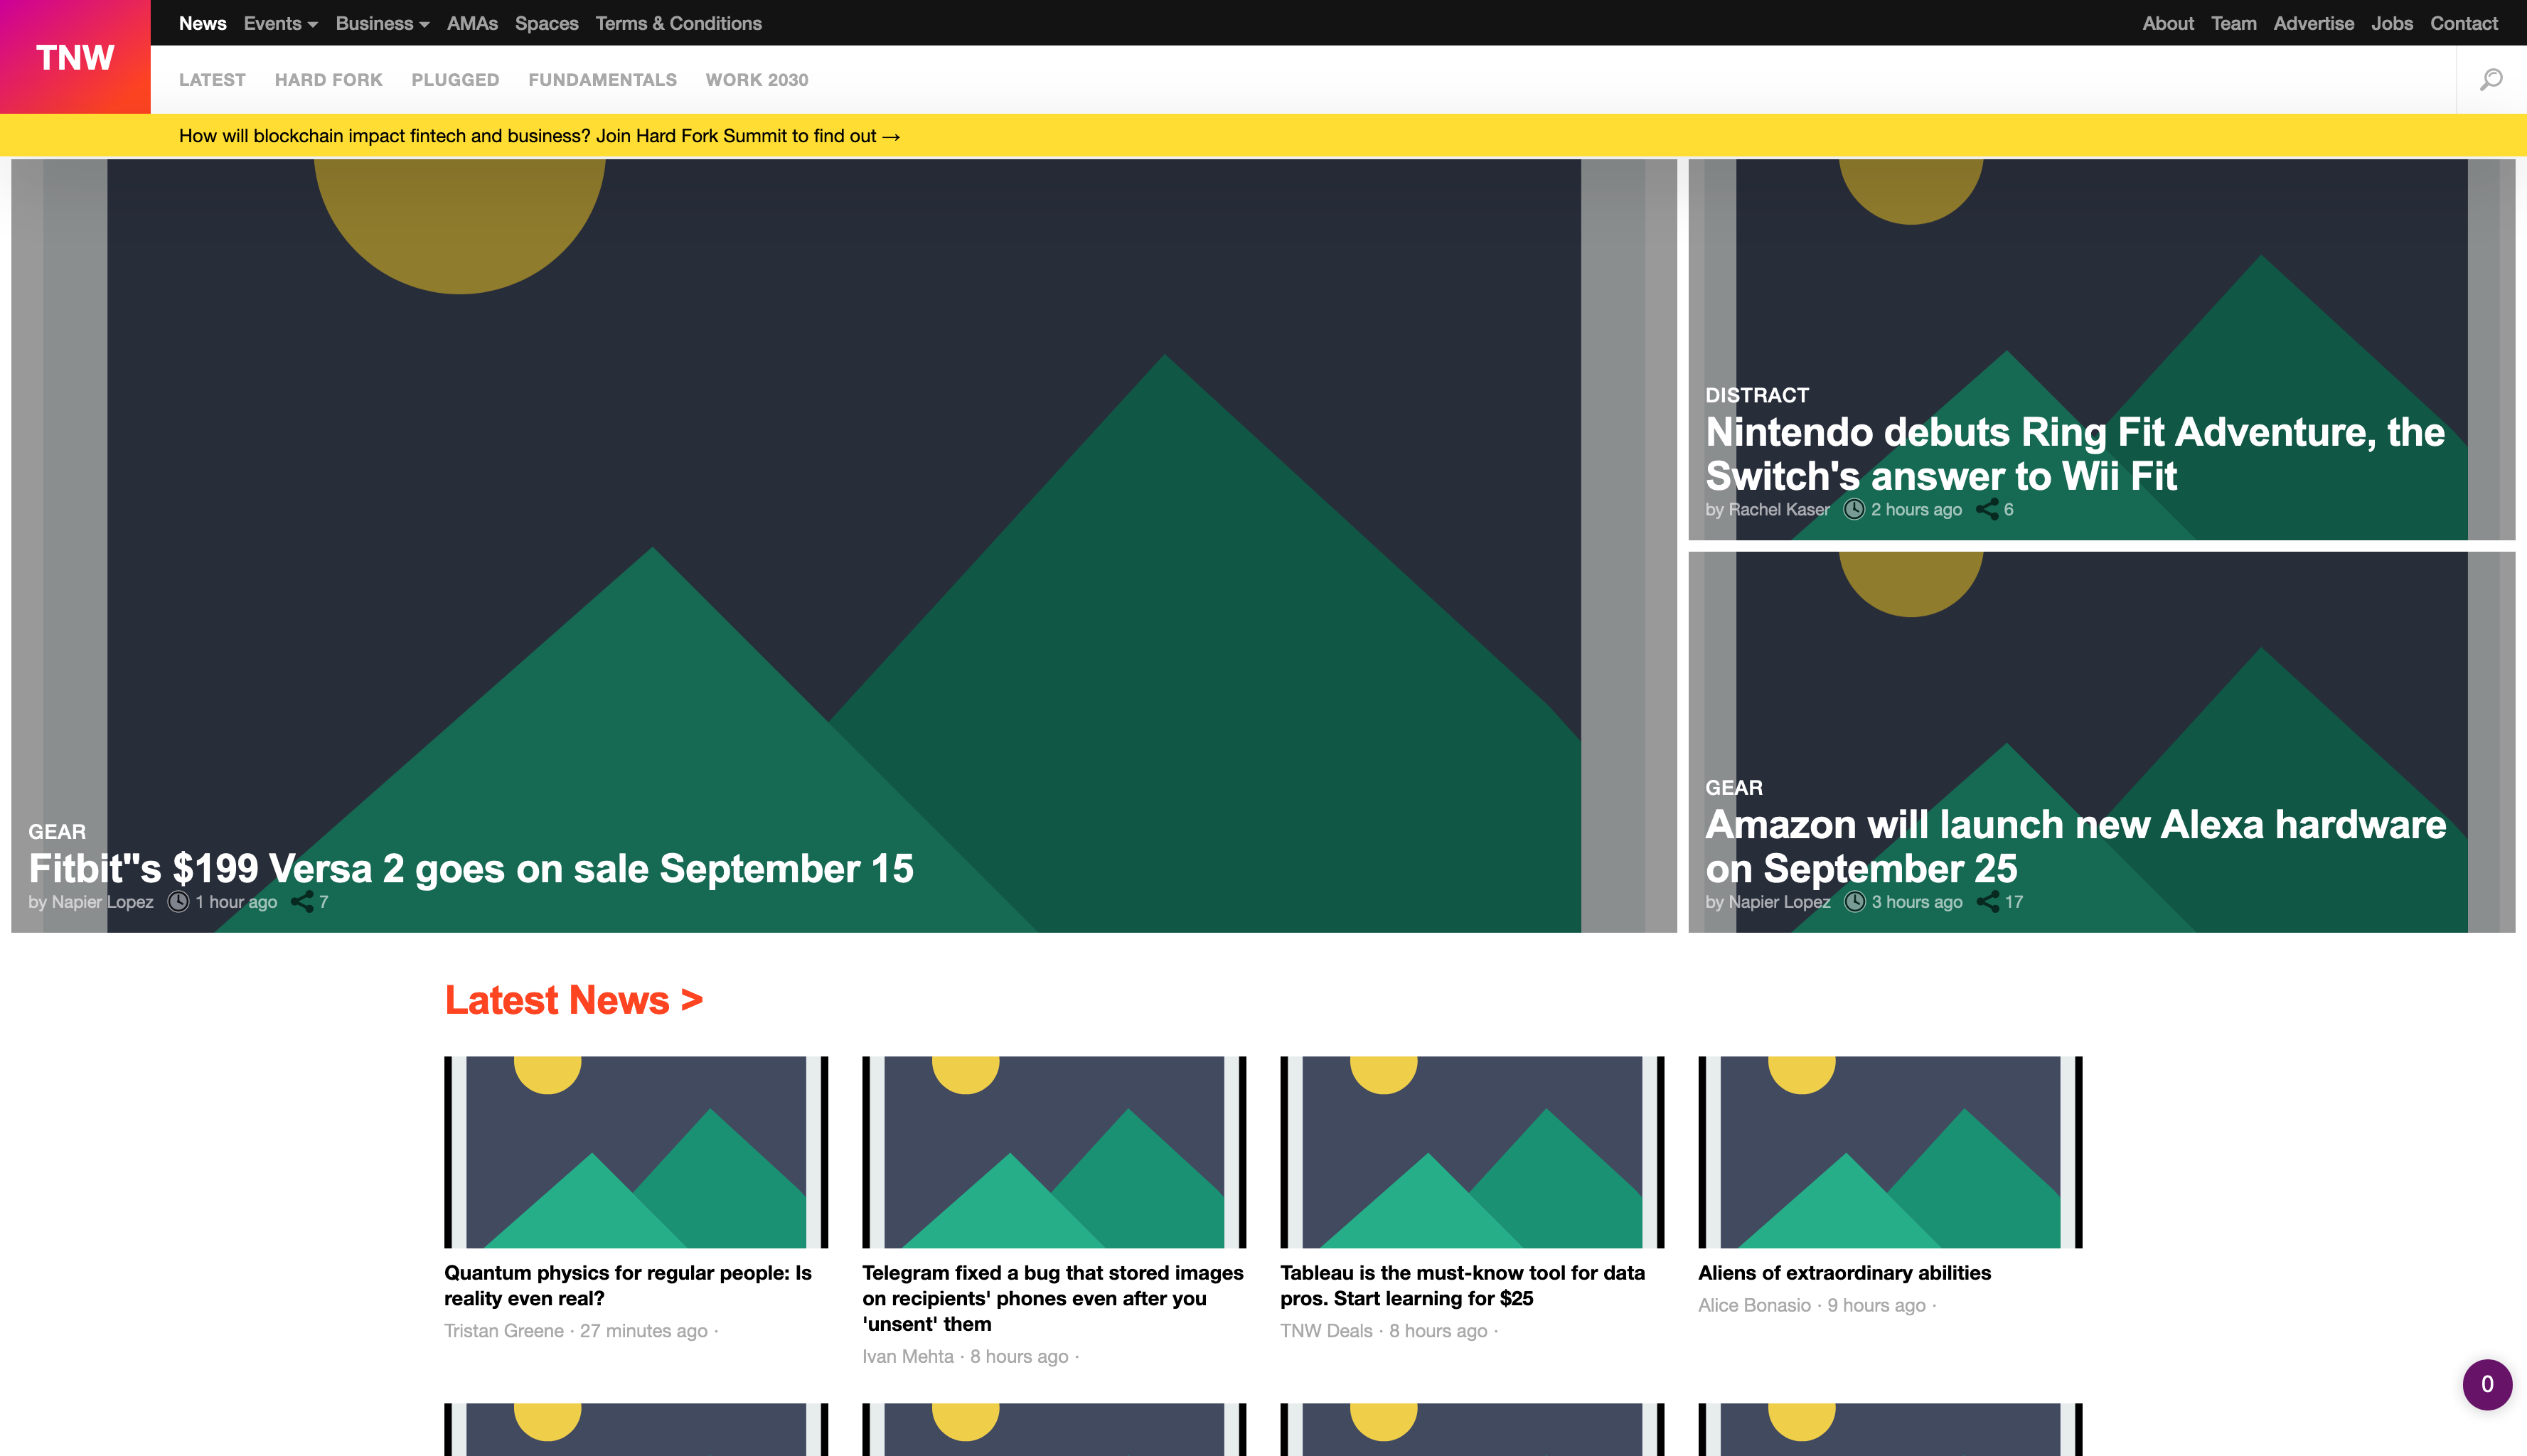 TNW
News Events Business AMAs Spaces Terms & Conditions
About Team Advertise Jobs Contact
LATEST HARD FORK PLUGGED FUNDAMENTALS WORK 2030
How will blockchain impact fintech and business? Join Hard Fork Summit to find out →
GEAR
Fitbit"s $199 Versa 2 goes on sale September 15
by Napier Lopez 1 hour ago 7
DISTRACT
Nintendo debuts Ring Fit Adventure, the
Switch's answer to Wii Fit
by Rachel Kaser 2 hours ago 6
GEAR
Amazon will launch new Alexa hardware
on September 25
by Napier Lopez 3 hours ago 17
Latest News >
Quantum physics for regular people: Is
reality even real?
Tristan Greene · 27 minutes ago ·
Telegram fixed a bug that stored images
on recipients' phones even after you
'unsent' them
Ivan Mehta · 8 hours ago ·
Tableau is the must-know tool for data
pros. Start learning for $25
TNW Deals · 8 hours ago ·
Aliens of extraordinary abilities
Alice Bonasio · 9 hours ago ·
0